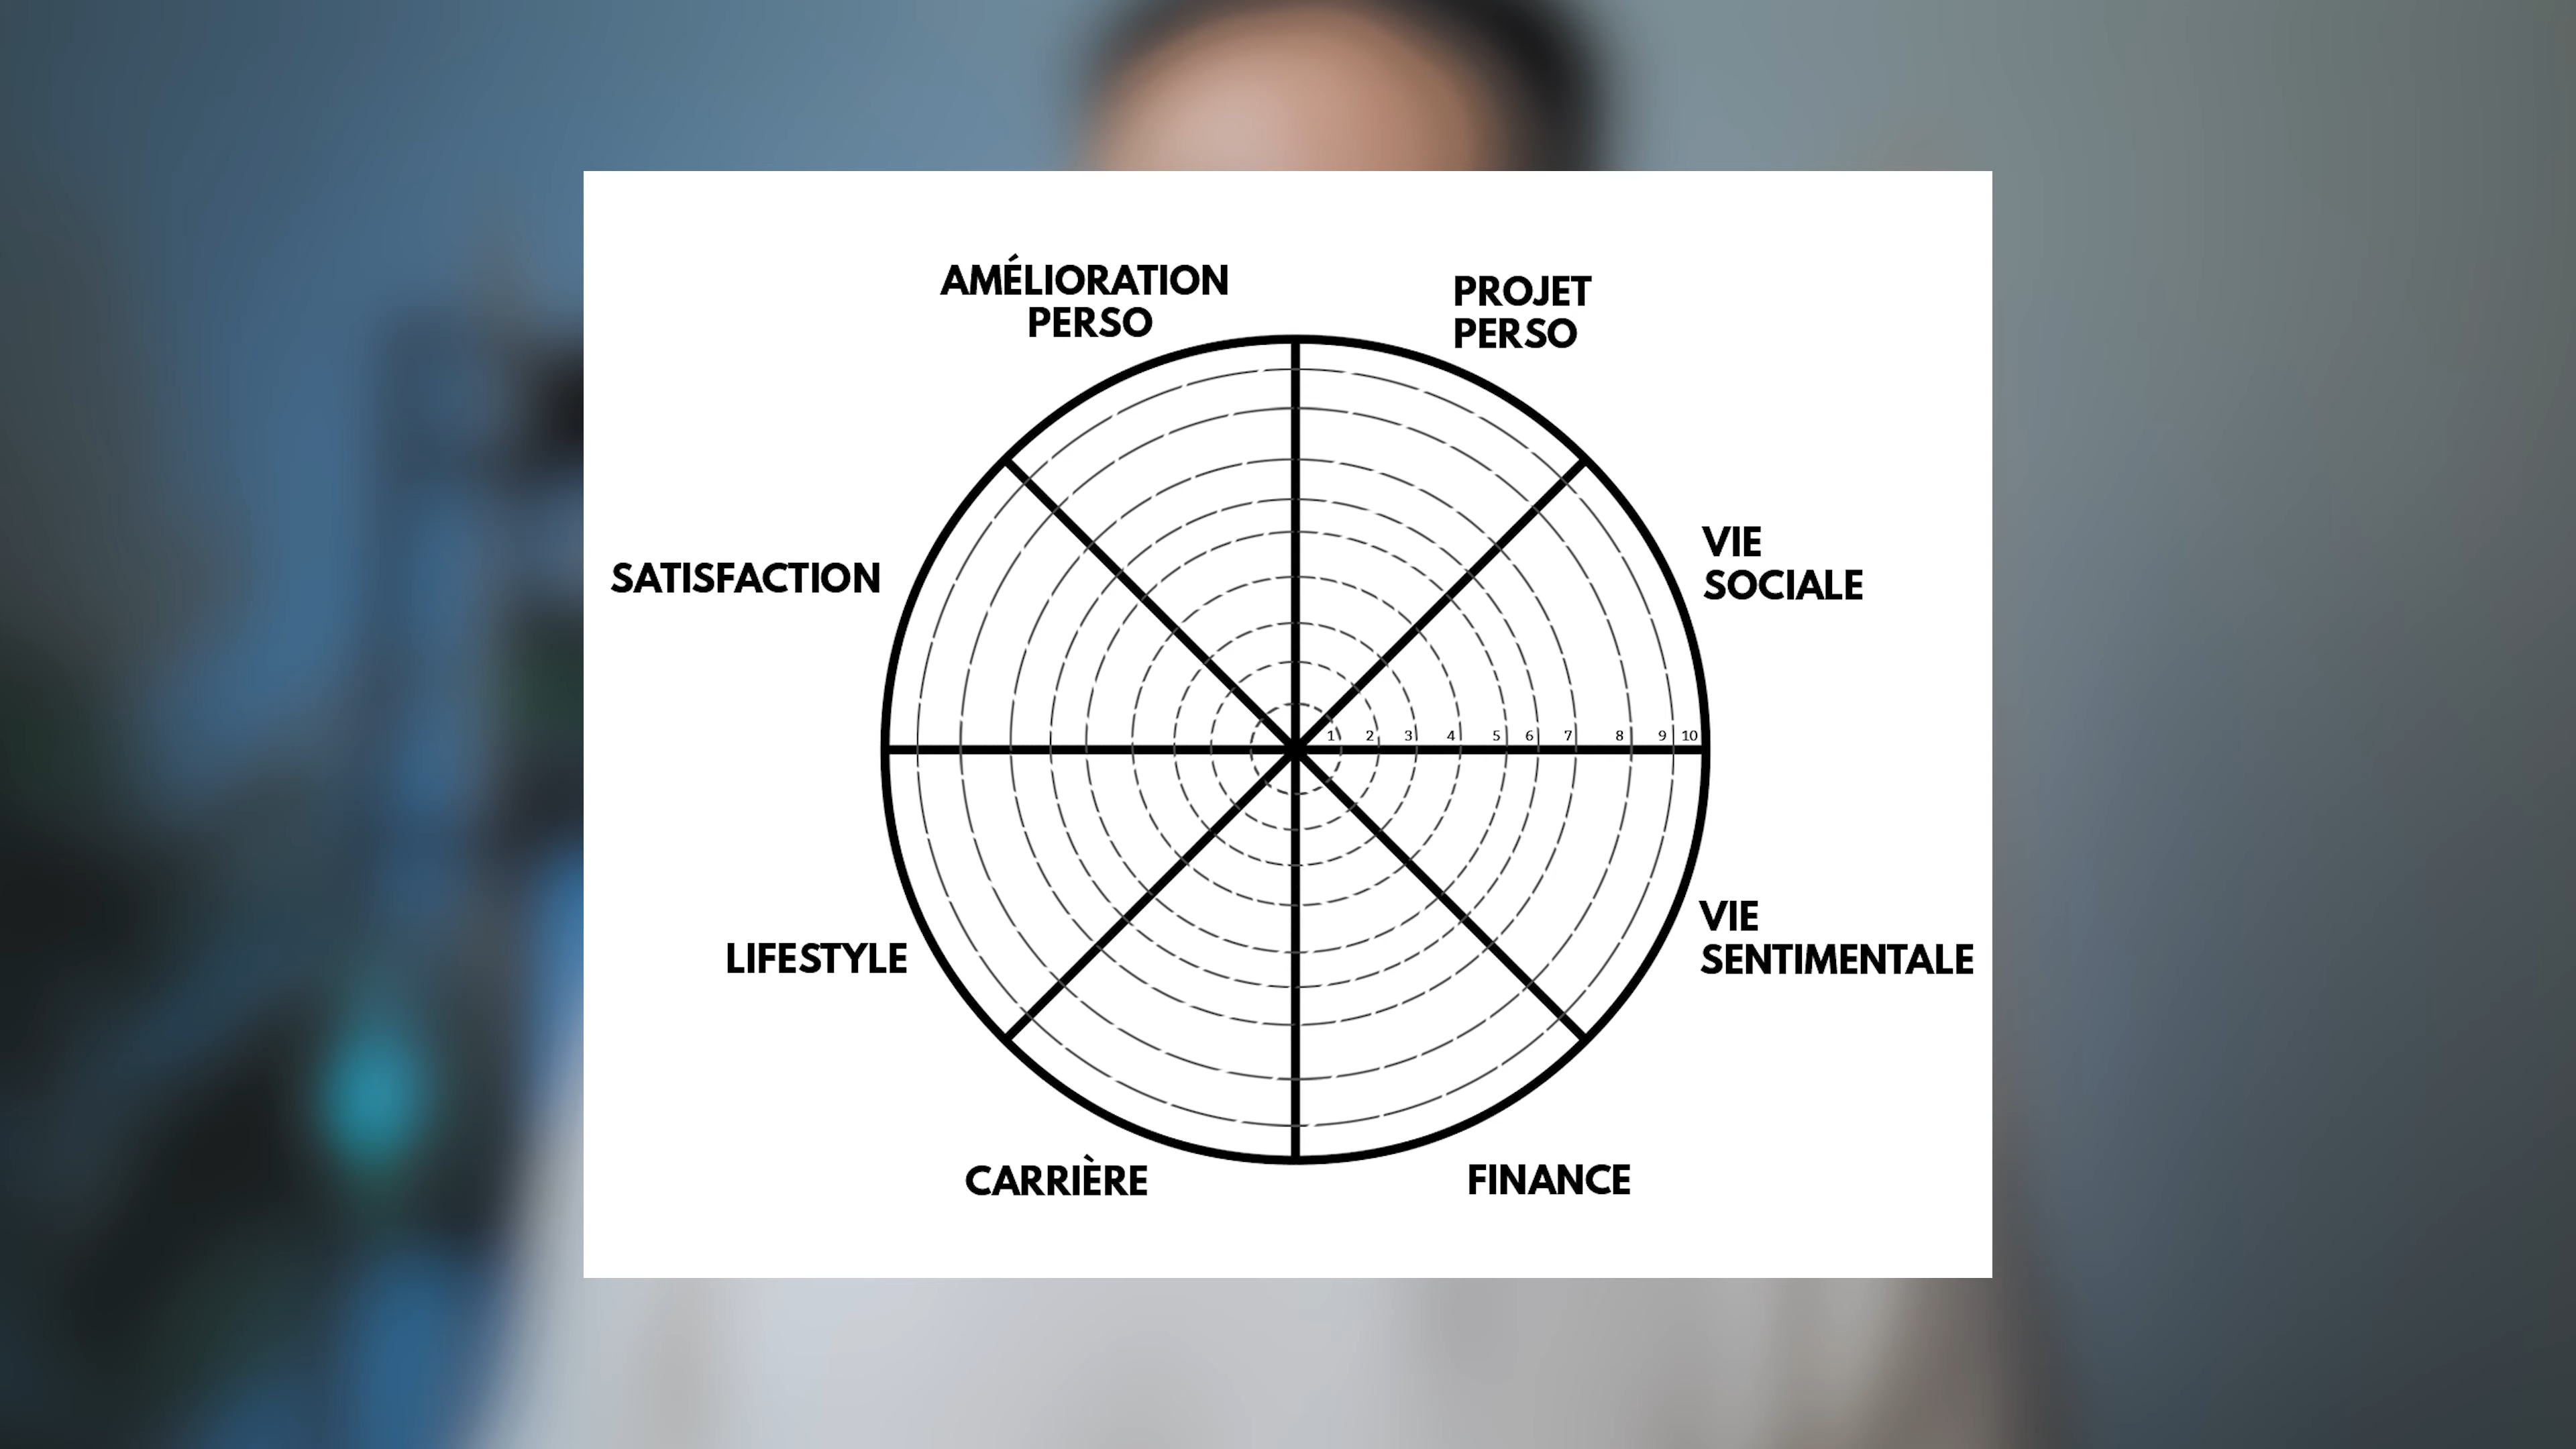 AMÉLIORATION
PERSO
PROJET
PERSO
VIE
SOCIALE
SATISFACTION
1 2 3 4 5 6 7 8 9 10
VIE
SENTIMENTALE
LIFESTYLE
CARRIÈRE
FINANCE